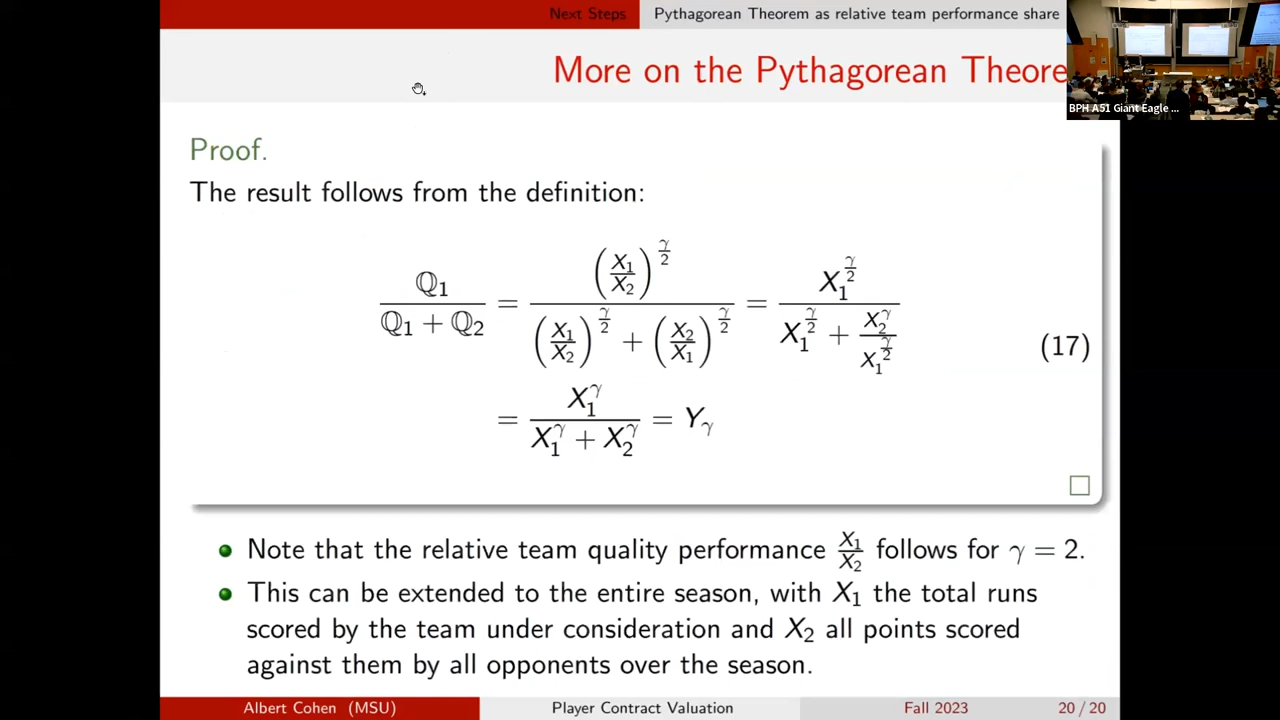 Next Steps Pythagorean Theorem as relative team performance share
More on the Pythagorean Theore
BPH A51 Giant Eagle ...
Proof.
The result follows from the definition:
ℚ₁/(ℚ₁ + ℚ₂) = (X₁/X₂)^(γ/2) / ((X₁/X₂)^(γ/2) + (X₂/X₁)^(γ/2)) = X₁^(γ/2) / (X₁^(γ/2) + X₂^γ/X₁^(γ/2))
(17)
= X₁^γ / (X₁^γ + X₂^γ) = Y_γ
□
Note that the relative team quality performance X₁/X₂ follows for γ = 2.
This can be extended to the entire season, with X₁ the total runs
scored by the team under consideration and X₂ all points scored
against them by all opponents over the season.
Albert Cohen (MSU) Player Contract Valuation Fall 2023 20 / 20